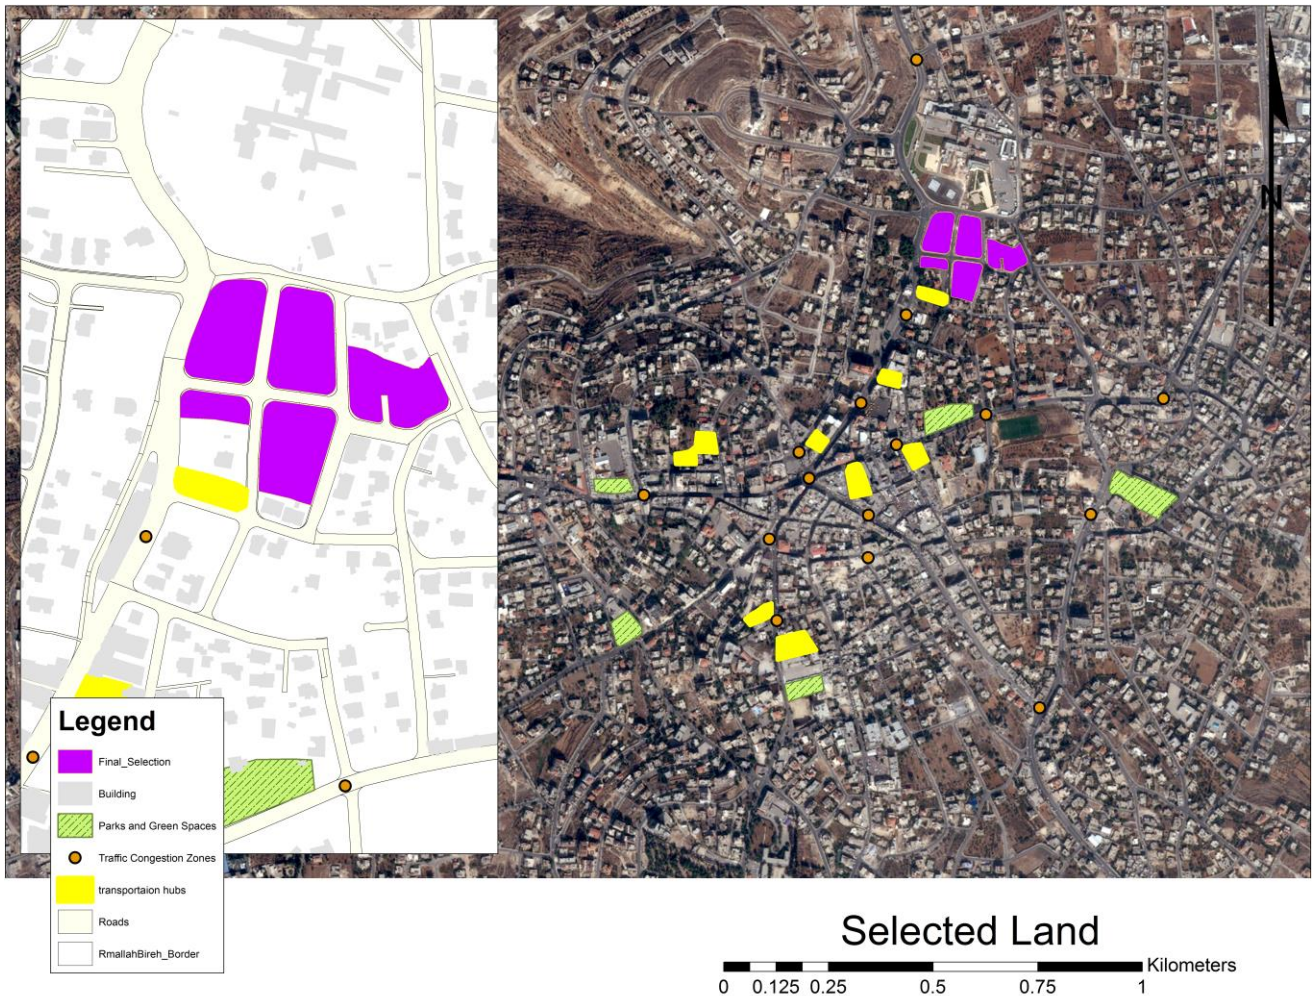 N
Legend
Final_Selection
Building
Parks and Green Spaces
Traffic Congestion Zones
transportaion hubs
Roads
RmallahBireh_Border
Selected Land
Kilometers
0 0.125 0.25 0.5 0.75 1